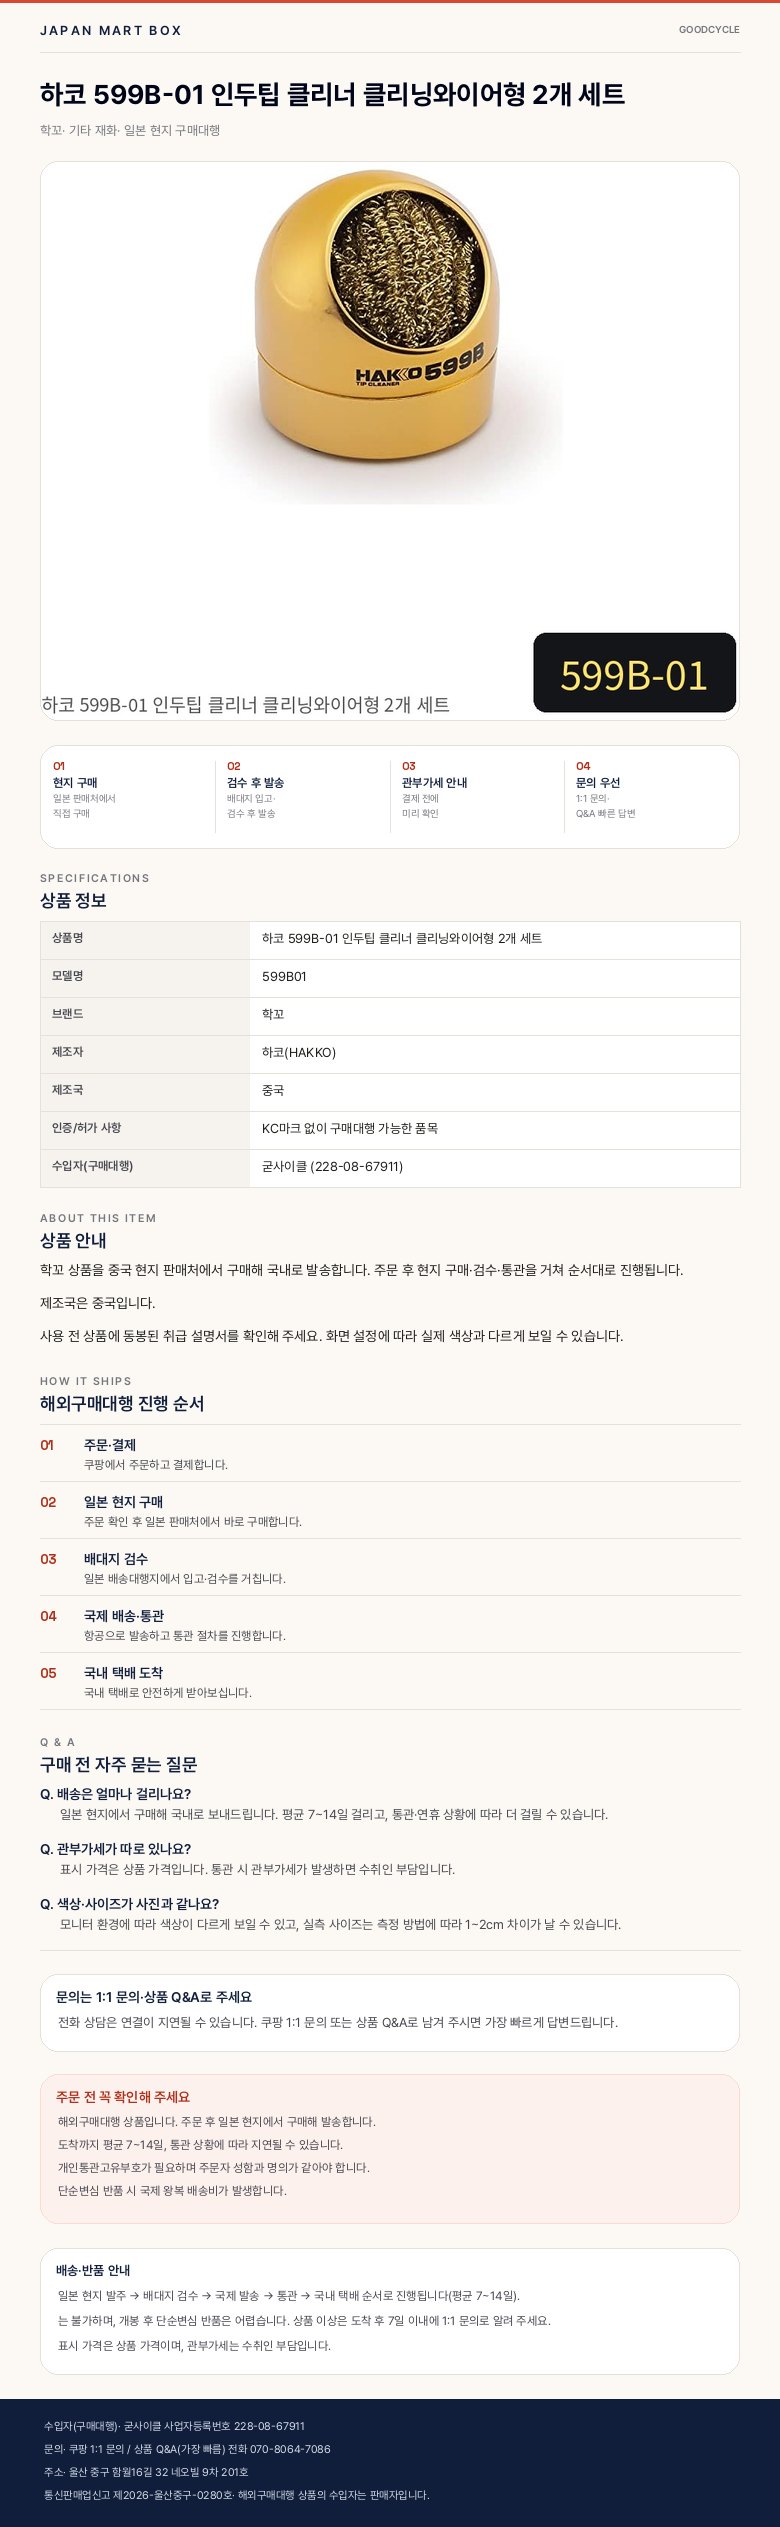 JAPAN MART BOX
GOODCYCLE
하코 599B-01 인두팁 클리너 클리닝와이어형 2개 세트
학꼬· 기타 재화· 일본 현지 구매대행
HAKKO 599B
TIP CLEANER
599B-01
하코 599B-01 인두팁 클리너 클리닝와이어형 2개 세트
01
현지 구매
일본 판매처에서
직접 구매
02
검수 후 발송
배대지 입고·
검수 후 발송
03
관부가세 안내
결제 전에
미리 확인
04
문의 우선
1:1 문의·
Q&A 빠른 답변
SPECIFICATIONS
상품 정보
상품명 하코 599B-01 인두팁 클리너 클리닝와이어형 2개 세트
모델명 599B01
브랜드 학꼬
제조자 하코(HAKKO)
제조국 중국
인증/허가 사항 KC마크 없이 구매대행 가능한 품목
수입자(구매대행) 굳사이클 (228-08-67911)
ABOUT THIS ITEM
상품 안내
학꼬 상품을 중국 현지 판매처에서 구매해 국내로 발송합니다. 주문 후 현지 구매·검수·통관을 거쳐 순서대로 진행됩니다.
제조국은 중국입니다.
사용 전 상품에 동봉된 취급 설명서를 확인해 주세요. 화면 설정에 따라 실제 색상과 다르게 보일 수 있습니다.
HOW IT SHIPS
해외구매대행 진행 순서
01 주문·결제
쿠팡에서 주문하고 결제합니다.
02 일본 현지 구매
주문 확인 후 일본 판매처에서 바로 구매합니다.
03 배대지 검수
일본 배송대행지에서 입고·검수를 거칩니다.
04 국제 배송·통관
항공으로 발송하고 통관 절차를 진행합니다.
05 국내 택배 도착
국내 택배로 안전하게 받아보십니다.
Q & A
구매 전 자주 묻는 질문
Q. 배송은 얼마나 걸리나요?
일본 현지에서 구매해 국내로 보내드립니다. 평균 7~14일 걸리고, 통관·연휴 상황에 따라 더 걸릴 수 있습니다.
Q. 관부가세가 따로 있나요?
표시 가격은 상품 가격입니다. 통관 시 관부가세가 발생하면 수취인 부담입니다.
Q. 색상·사이즈가 사진과 같나요?
모니터 환경에 따라 색상이 다르게 보일 수 있고, 실측 사이즈는 측정 방법에 따라 1~2cm 차이가 날 수 있습니다.
문의는 1:1 문의·상품 Q&A로 주세요
전화 상담은 연결이 지연될 수 있습니다. 쿠팡 1:1 문의 또는 상품 Q&A로 남겨 주시면 가장 빠르게 답변드립니다.
주문 전 꼭 확인해 주세요
해외구매대행 상품입니다. 주문 후 일본 현지에서 구매해 발송합니다.
도착까지 평균 7~14일, 통관 상황에 따라 지연될 수 있습니다.
개인통관고유부호가 필요하며 주문자 성함과 명의가 같아야 합니다.
단순변심 반품 시 국제 왕복 배송비가 발생합니다.
배송·반품 안내
일본 현지 발주 → 배대지 검수 → 국제 발송 → 통관 → 국내 택배 순서로 진행됩니다(평균 7~14일).
는 불가하며, 개봉 후 단순변심 반품은 어렵습니다. 상품 이상은 도착 후 7일 이내에 1:1 문의로 알려 주세요.
표시 가격은 상품 가격이며, 관부가세는 수취인 부담입니다.
수입자(구매대행)· 굳사이클 사업자등록번호 228-08-67911
문의· 쿠팡 1:1 문의 / 상품 Q&A(가장 빠름) 전화 070-8064-7086
주소· 울산 중구 함월16길 32 네오빌 9차 201호
통신판매업신고 제2026-울산중구-0280호· 해외구매대행 상품의 수입자는 판매자입니다.